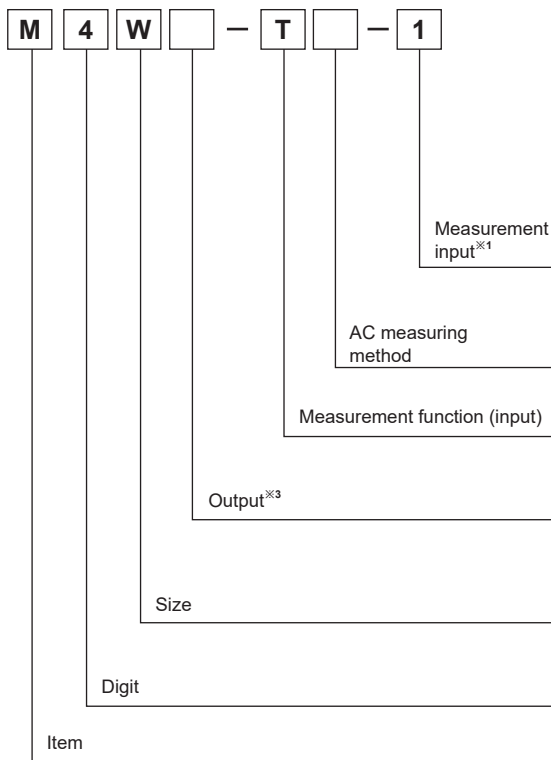 M 4 W — T — 1
Measurement
input※1
AC measuring
method
Measurement function (input)
Output※3
Size
Digit
Item